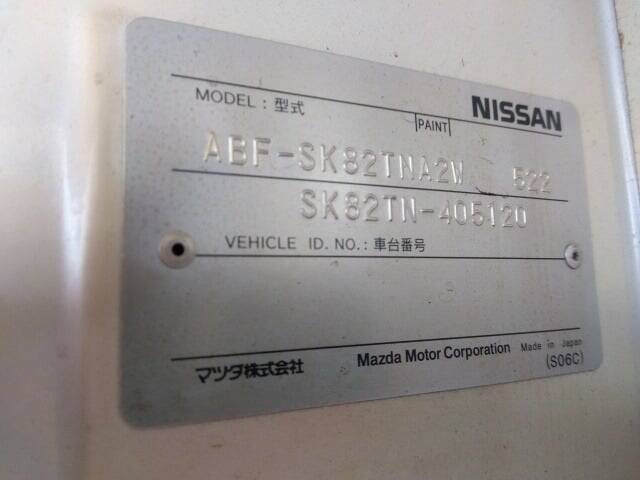 MODEL : 型式 PAINT NISSAN
ABF-SK82TNA2W 522
SK82TN-405120
VEHICLE ID. NO. : 車台番号
マツダ株式会社 Mazda Motor Corporation Made in Japan
(S06C)